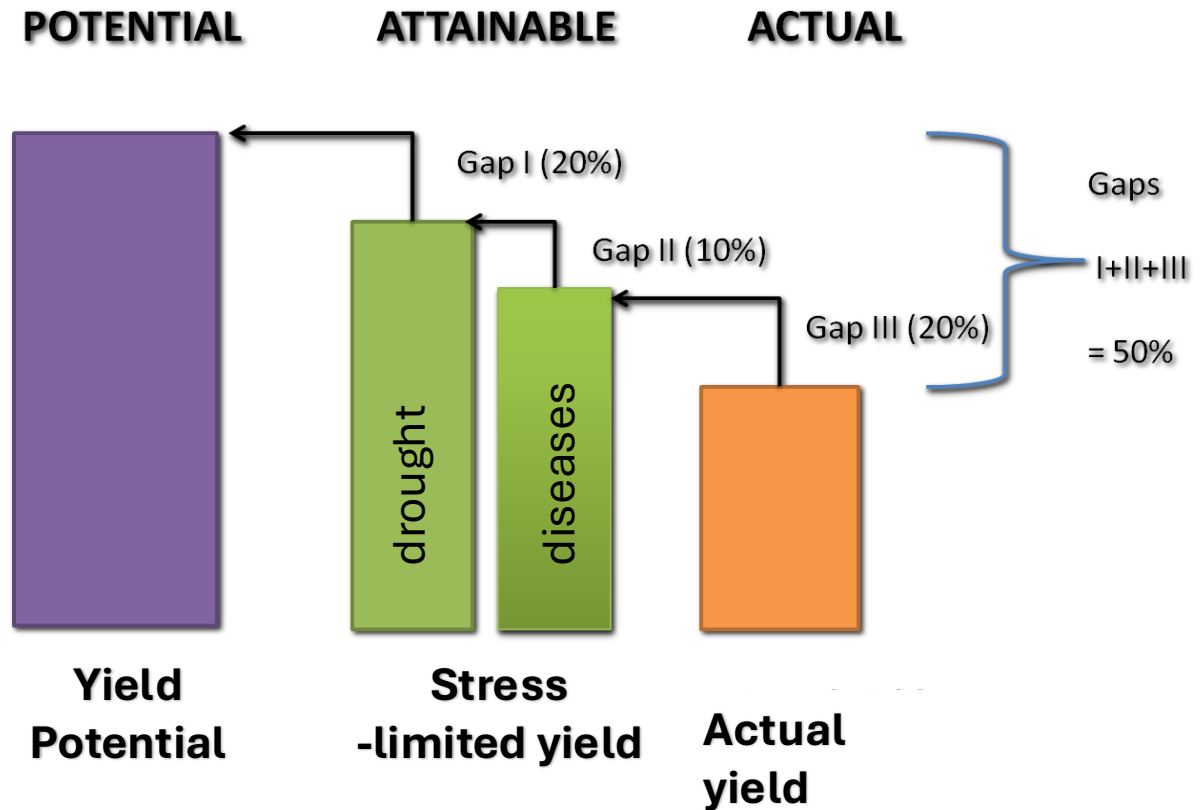 POTENTIAL
ATTAINABLE
ACTUAL
Gap I (20%)
Gap II (10%)
Gap III (20%)
Gaps
I+II+III
= 50%
drought
diseases
Yield
Potential
Stress
-limited yield
Actual
yield